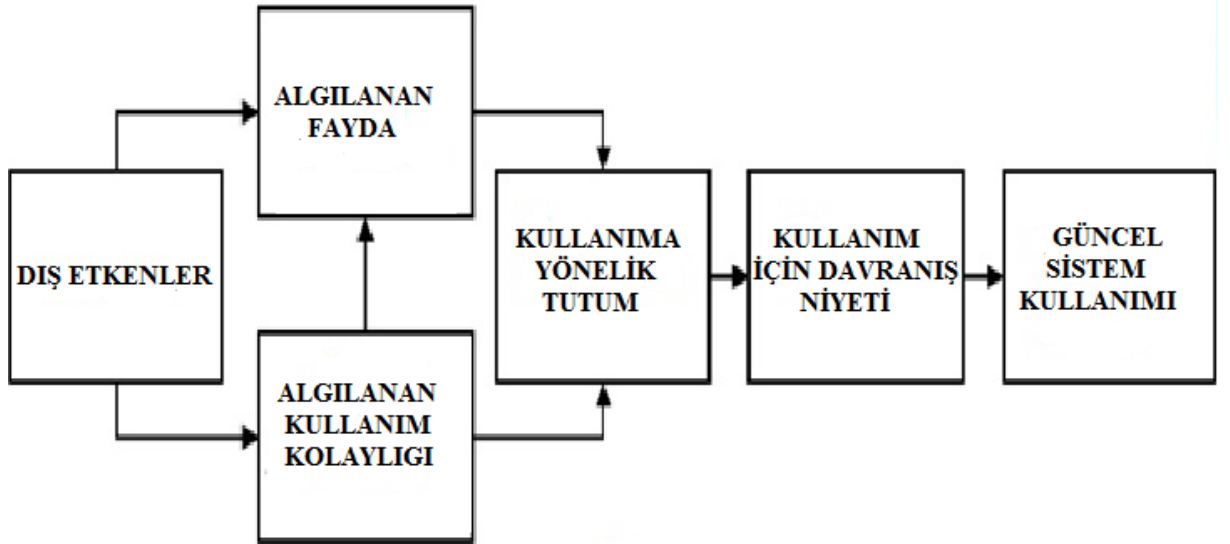 ALGILANAN
FAYDA
DIŞ ETKENLER
ALGILANAN
KULLANIM
KOLAYLIGI
KULLANIMA
YÖNELİK
TUTUM
KULLANIM
İÇİN DAVRANIŞ
NİYETİ
GÜNCEL
SİSTEM
KULLANIMI